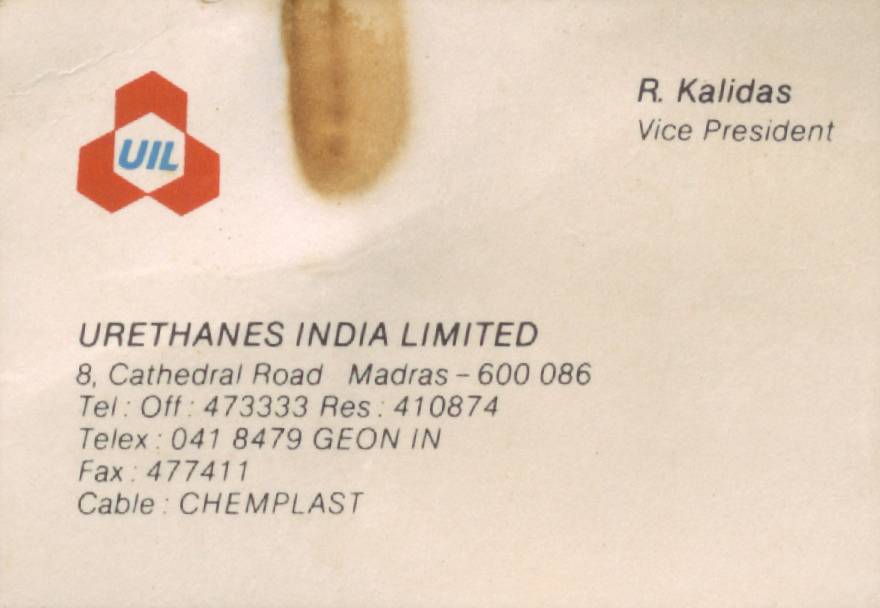 UIL
R. Kalidas
Vice President
URETHANES INDIA LIMITED
8, Cathedral Road Madras – 600 086
Tel : Off : 473333 Res : 410874
Telex : 041 8479 GEON IN
Fax : 477411
Cable : CHEMPLAST